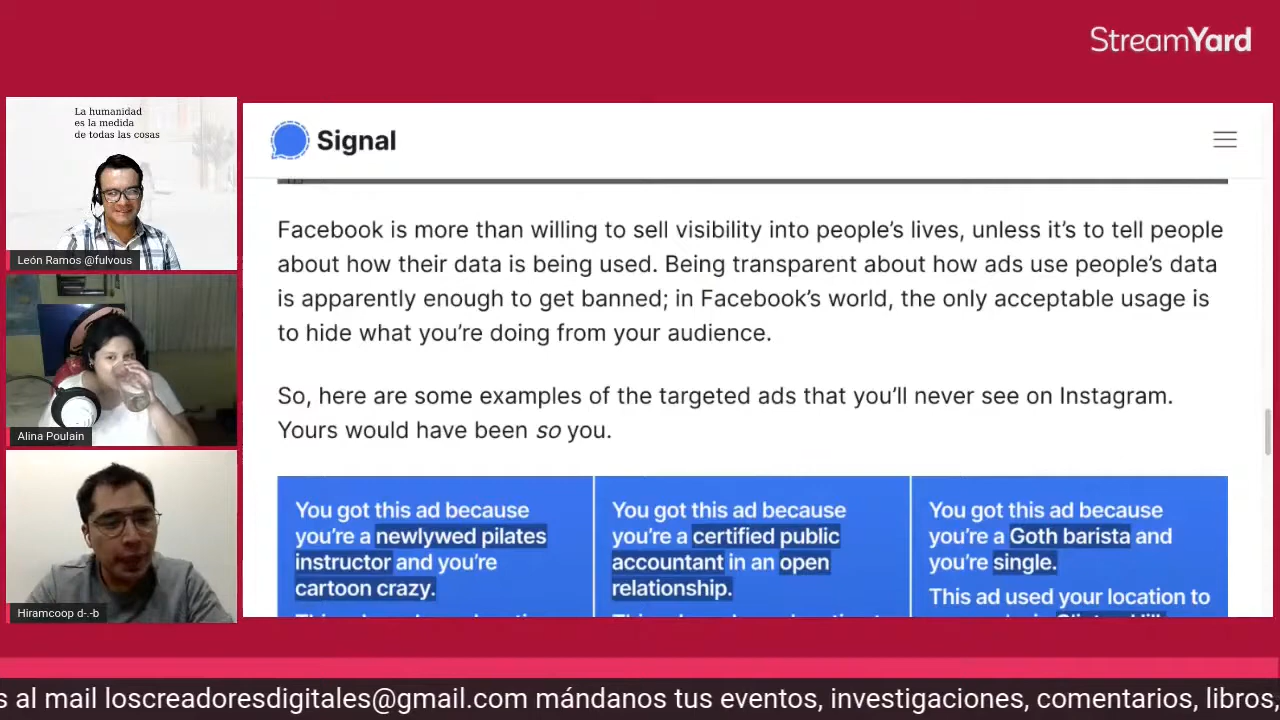 StreamYard
La humanidad
es la medida
de todas las cosas
León Ramos @fulvous
Alina Poulain
Hiramcoop d-.-b
Signal
Facebook is more than willing to sell visibility into people’s lives, unless it’s to tell people
about how their data is being used. Being transparent about how ads use people’s data
is apparently enough to get banned; in Facebook’s world, the only acceptable usage is
to hide what you’re doing from your audience.
So, here are some examples of the targeted ads that you’ll never see on Instagram.
Yours would have been so you.
You got this ad because
you’re a newlywed pilates
instructor and you’re
cartoon crazy.
You got this ad because
you’re a certified public
accountant in an open
relationship.
You got this ad because
you’re a Goth barista and
you’re single.
This ad used your location to
s al mail loscreadoresdigitales@gmail.com mándanos tus eventos, investigaciones, comentarios, libros,